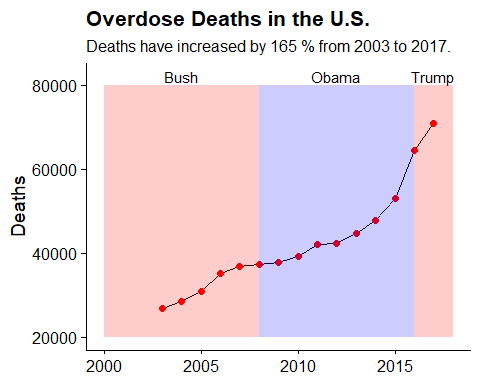 Overdose Deaths in the U.S.
Deaths have increased by 165 % from 2003 to 2017.
Bush Obama Trump
80000
60000
Deaths
40000
20000
2000 2005 2010 2015